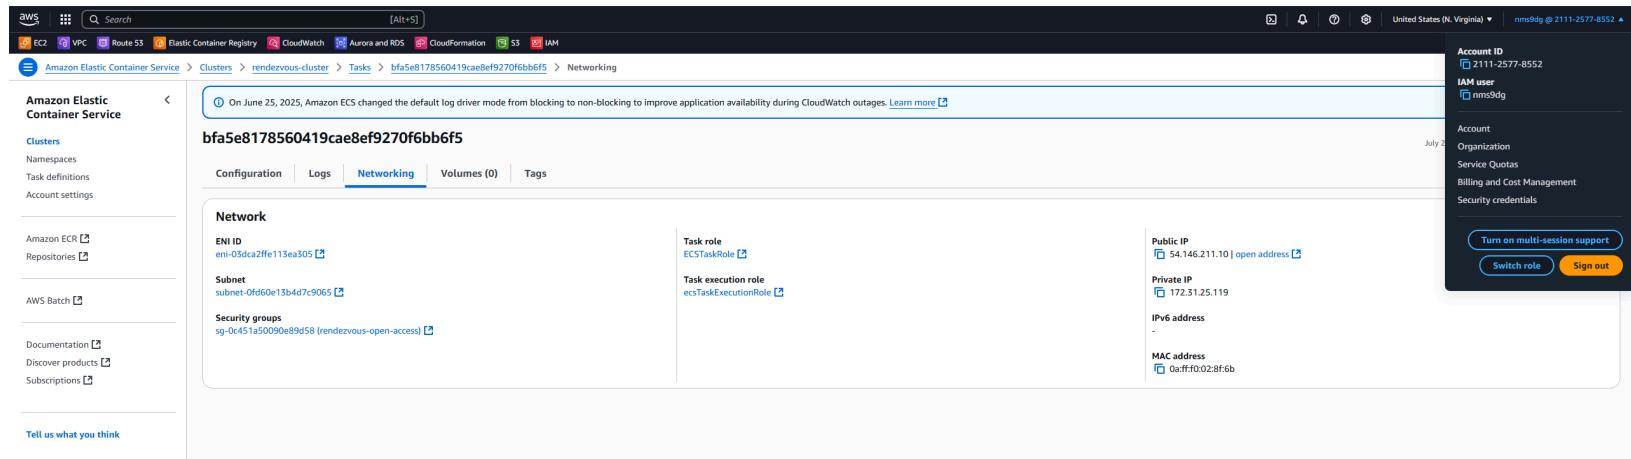 aws
Search
[Alt+S]
United States (N. Virginia) ▼
nms9dg @ 2111-2577-8552 ▲
EC2
VPC
Route 53
Elastic Container Registry
CloudWatch
Aurora and RDS
CloudFormation
S3
IAM
Amazon Elastic Container Service > Clusters > rendezvous-cluster > Tasks > bfa5e8178560419cae8ef9270f6bb6f5 > Networking
Amazon Elastic
Container Service
Clusters
Namespaces
Task definitions
Account settings
Amazon ECR
Repositories
AWS Batch
Documentation
Discover products
Subscriptions
Tell us what you think
On June 25, 2025, Amazon ECS changed the default log driver mode from blocking to non-blocking to improve application availability during CloudWatch outages. Learn more
bfa5e8178560419cae8ef9270f6bb6f5
July 2
Configuration
Logs
Networking
Volumes (0)
Tags
Network
ENI ID
eni-03dca2ffe113ea305
Subnet
subnet-0fd60e13b4d7c9065
Security groups
sg-0c451a50090e89d58 (rendezvous-open-access)
Task role
ECSTaskRole
Task execution role
ecsTaskExecutionRole
Public IP
54.146.211.10 | open address
Private IP
172.31.25.119
IPv6 address
-
MAC address
0a:ff:f0:02:8f:6b
Account ID
2111-2577-8552
IAM user
nms9dg
Account
Organization
Service Quotas
Billing and Cost Management
Security credentials
Turn on multi-session support
Switch role
Sign out